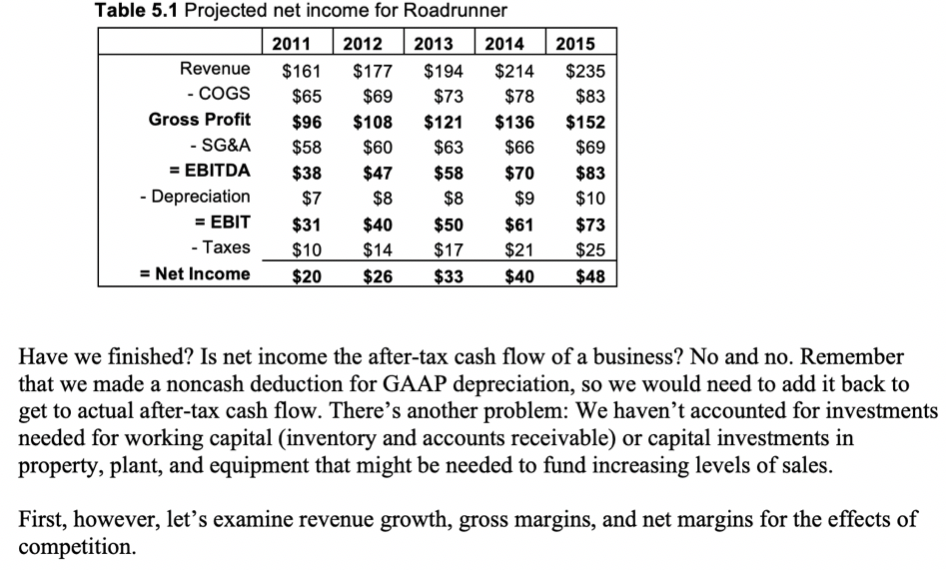 Table 5.1 Projected net income for Roadrunner
2011 2012 2013 2014 2015
Revenue $161 $177 $194 $214 $235
- COGS $65 $69 $73 $78 $83
Gross Profit $96 $108 $121 $136 $152
- SG&A $58 $60 $63 $66 $69
= EBITDA $38 $47 $58 $70 $83
- Depreciation $7 $8 $8 $9 $10
= EBIT $31 $40 $50 $61 $73
- Taxes $10 $14 $17 $21 $25
= Net Income $20 $26 $33 $40 $48
Have we finished? Is net income the after-tax cash flow of a business? No and no. Remember
that we made a noncash deduction for GAAP depreciation, so we would need to add it back to
get to actual after-tax cash flow. There’s another problem: We haven’t accounted for investments
needed for working capital (inventory and accounts receivable) or capital investments in
property, plant, and equipment that might be needed to fund increasing levels of sales.
First, however, let’s examine revenue growth, gross margins, and net margins for the effects of
competition.